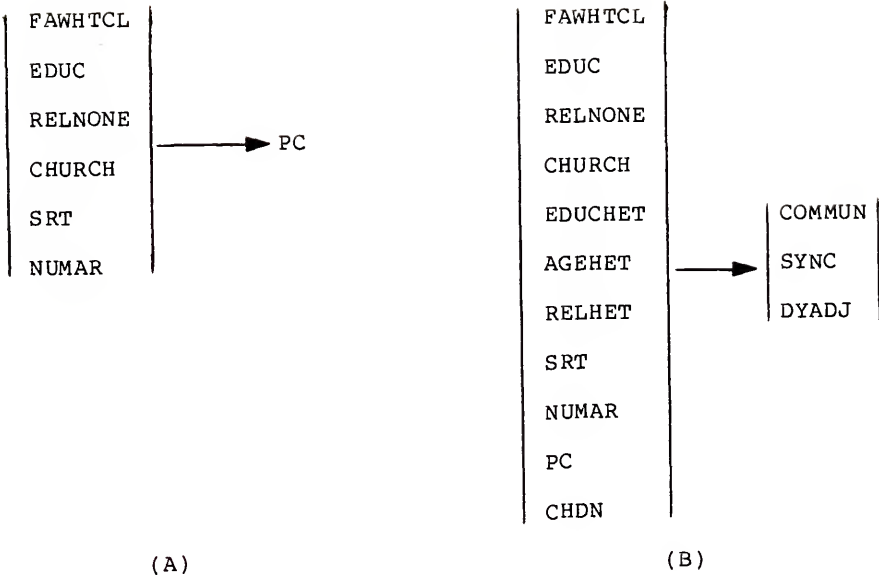 FAWHTCL
EDUC
RELNONE
CHURCH
SRT
NUMAR
PC
(A)
FAWHTCL
EDUC
RELNONE
CHURCH
EDUCHET
AGEHET
RELHET
SRT
NUMAR
PC
CHDN
COMMUN
SYNC
DYADJ
(B)